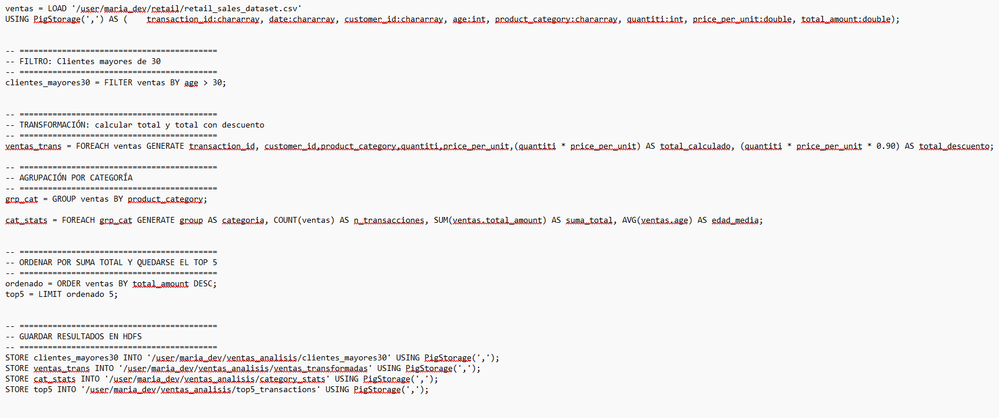 ventas = LOAD '/user/maria_dev/retail/retail_sales_dataset.csv'
USING PigStorage(',') AS (    transaction_id:chararray, date:chararray, customer_id:chararray, age:int, product_category:chararray, quantiti:int, price_per_unit:double, total_amount:double);
-- ==========================================
-- FILTRO: Clientes mayores de 30
-- ==========================================
clientes_mayores30 = FILTER ventas BY age > 30;
-- ==========================================
-- TRANSFORMACIÓN: calcular total y total con descuento
-- ==========================================
ventas_trans = FOREACH ventas GENERATE transaction_id, customer_id,product_category,quantiti,price_per_unit,(quantiti * price_per_unit) AS total_calculado, (quantiti * price_per_unit * 0.90) AS total_descuento;
-- ==========================================
-- AGRUPACIÓN POR CATEGORÍA
-- ==========================================
grp_cat = GROUP ventas BY product_category;
cat_stats = FOREACH grp_cat GENERATE group AS categoria, COUNT(ventas) AS n_transacciones, SUM(ventas.total_amount) AS suma_total, AVG(ventas.age) AS edad_media;
-- ==========================================
-- ORDENAR POR SUMA TOTAL Y QUEDARSE EL TOP 5
-- ==========================================
ordenado = ORDER ventas BY total_amount DESC;
top5 = LIMIT ordenado 5;
-- ==========================================
-- GUARDAR RESULTADOS EN HDFS
-- ==========================================
STORE clientes_mayores30 INTO '/user/maria_dev/ventas_analisis/clientes_mayores30' USING PigStorage(',');
STORE ventas_trans INTO '/user/maria_dev/ventas_analisis/ventas_transformadas' USING PigStorage(',');
STORE cat_stats INTO '/user/maria_dev/ventas_analisis/category_stats' USING PigStorage(',');
STORE top5 INTO '/user/maria_dev/ventas_analisis/top5_transactions' USING PigStorage(',');